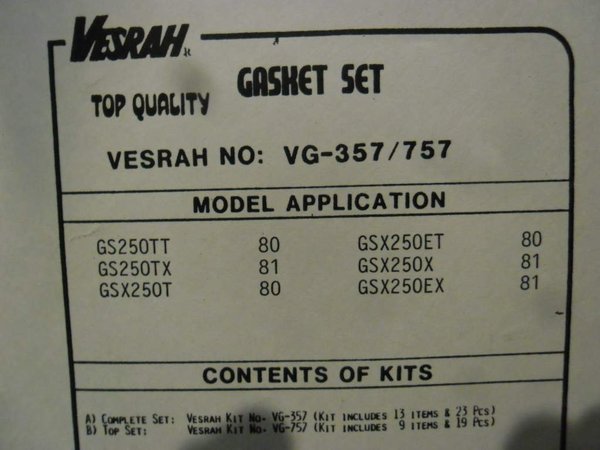 VESRAH R
GASKET SET
TOP QUALITY
VESRAH NO: VG-357/757
MODEL APPLICATION
GS250TT 80 GSX250ET 80
GS250TX 81 GSX250X 81
GSX250T 80 GSX250EX 81
CONTENTS OF KITS
A) COMPLETE SET: VESRAH KIT NO. VG-357 (KIT INCLUDES 13 ITEMS & 23 PCS)
B) TOP SET: VESRAH KIT NO. VG-757 (KIT INCLUDES 9 ITEMS & 19 PCS)